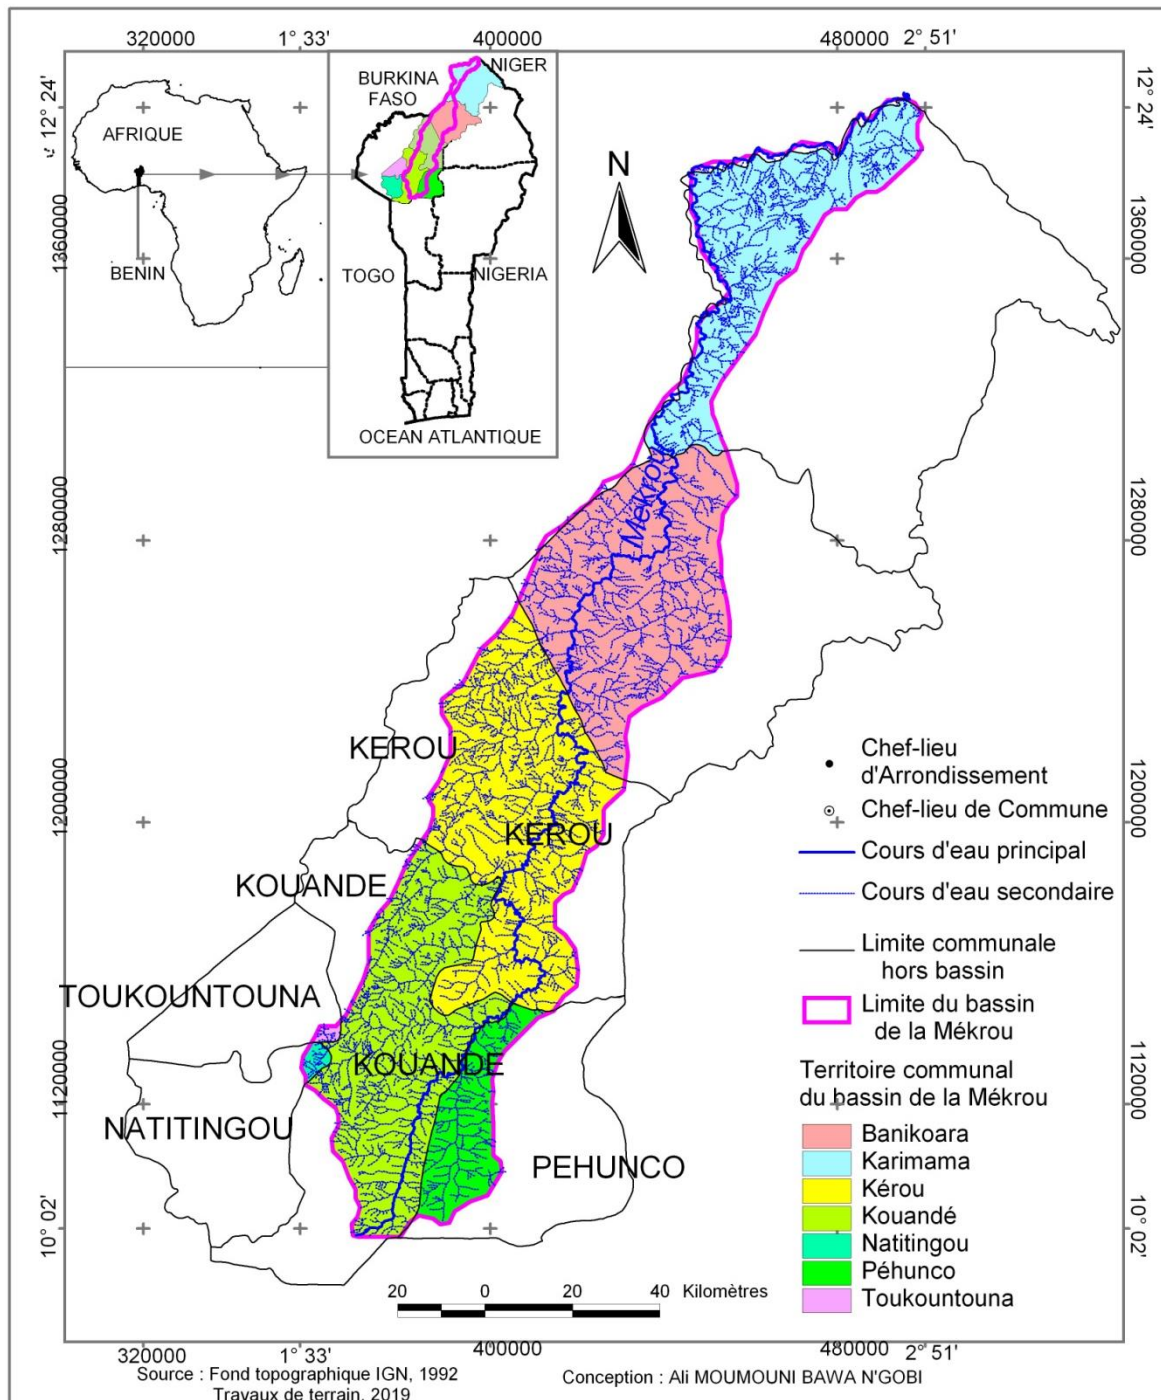 320000
1° 33'
400000
480000
2° 51'
12° 24'
1360000
1280000
1200000
1120000
10° 02'
12° 24'
1360000
1280000
1200000
1120000
10° 02'
AFRIQUE
BENIN
BURKINA
FASO
NIGER
TOGO
NIGERIA
OCEAN ATLANTIQUE
N
Mékrou
KEROU
KEROU
KOUANDE
TOUKOUNTOUNA
KOUANDE
NATITINGOU
PEHUNCO
Chef-lieu
d'Arrondissement
Chef-lieu de Commune
Cours d'eau principal
Cours d'eau secondaire
Limite communale
hors bassin
Limite du bassin
de la Mékrou
Territoire communal
du bassin de la Mékrou
Banikoara
Karimama
Kérou
Kouandé
Natitingou
Péhunco
Toukountouna
20 0 20 40 Kilomètres
320000
1° 33'
400000
480000
2° 51'
Source : Fond topographique IGN, 1992
Travaux de terrain, 2019
Conception : Ali MOUMOUNI BAWA N'GOBI